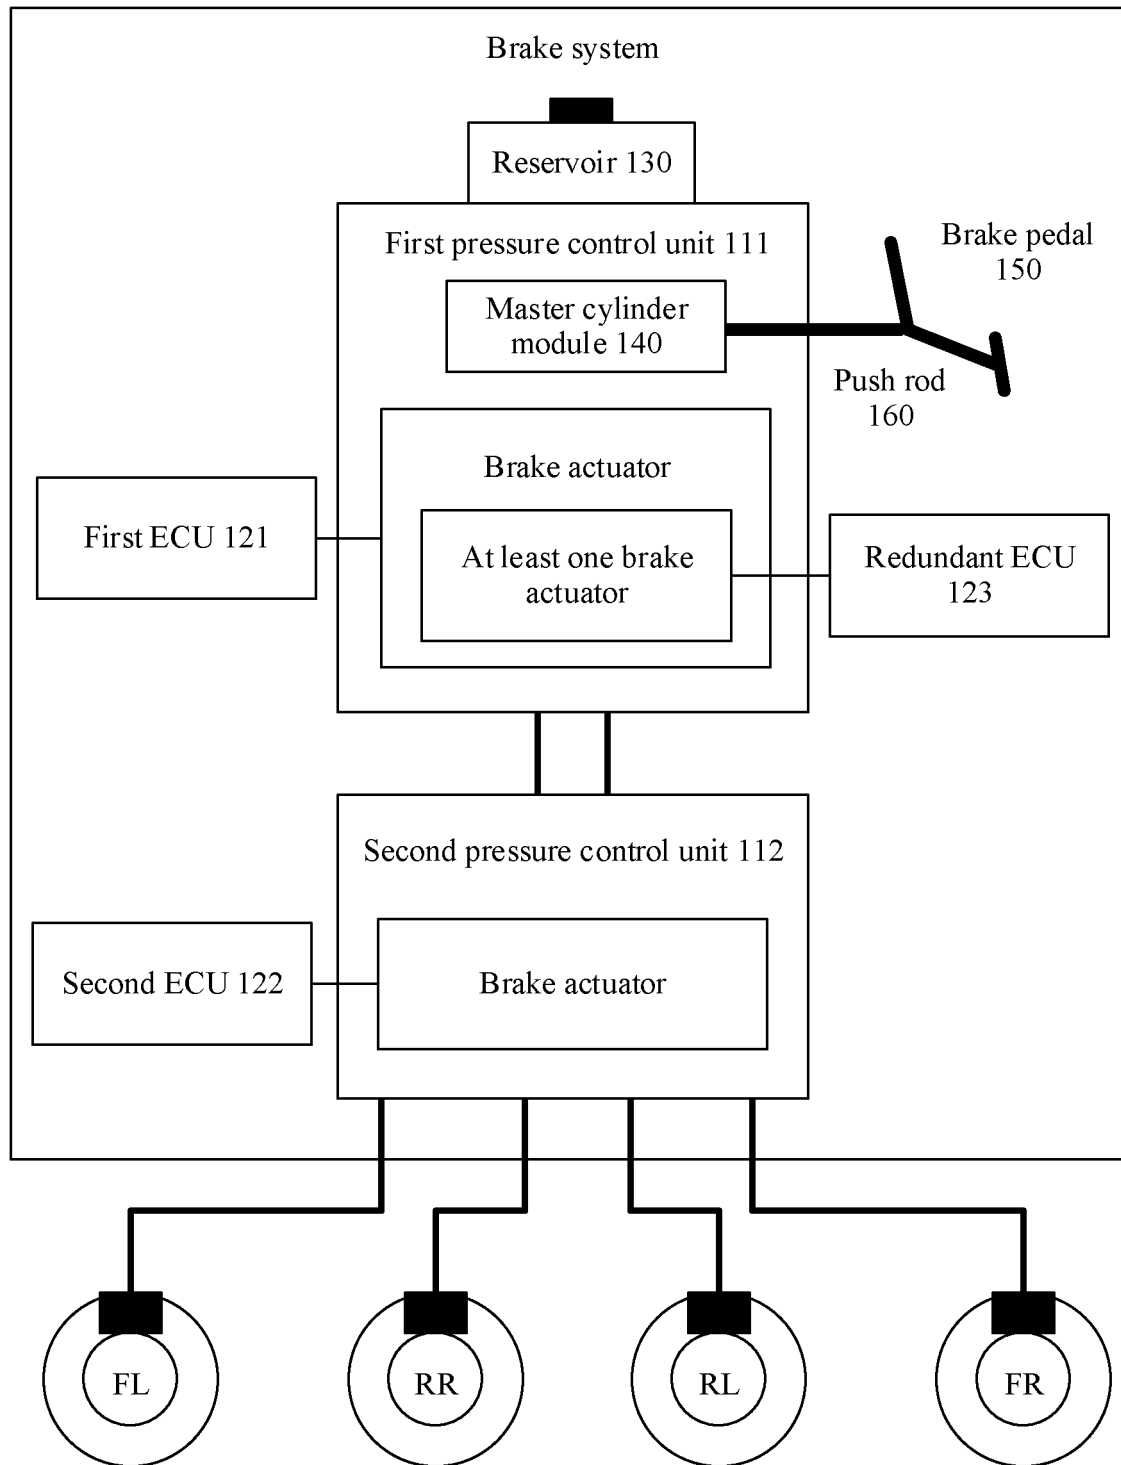 Brake system
Reservoir 130
First pressure control unit 111
Brake pedal
150
Master cylinder
module 140
Push rod
160
Brake actuator
First ECU 121
At least one brake
actuator
Redundant ECU
123
Second pressure control unit 112
Second ECU 122
Brake actuator
FL
RR
RL
FR